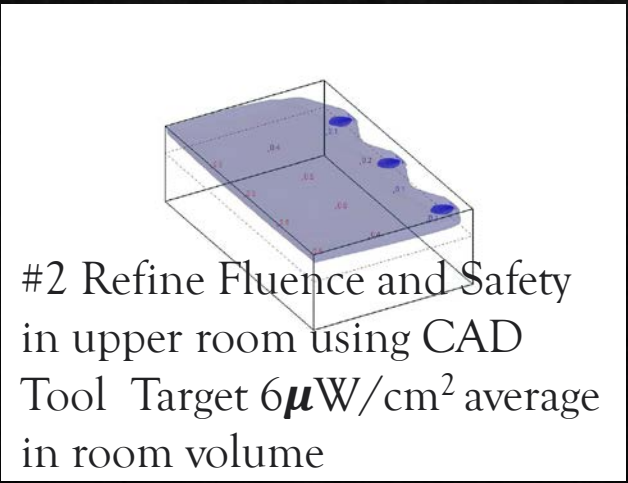 #2 Refine Fluence and Safety
in upper room using CAD
Tool Target 6μW/cm² average
in room volume